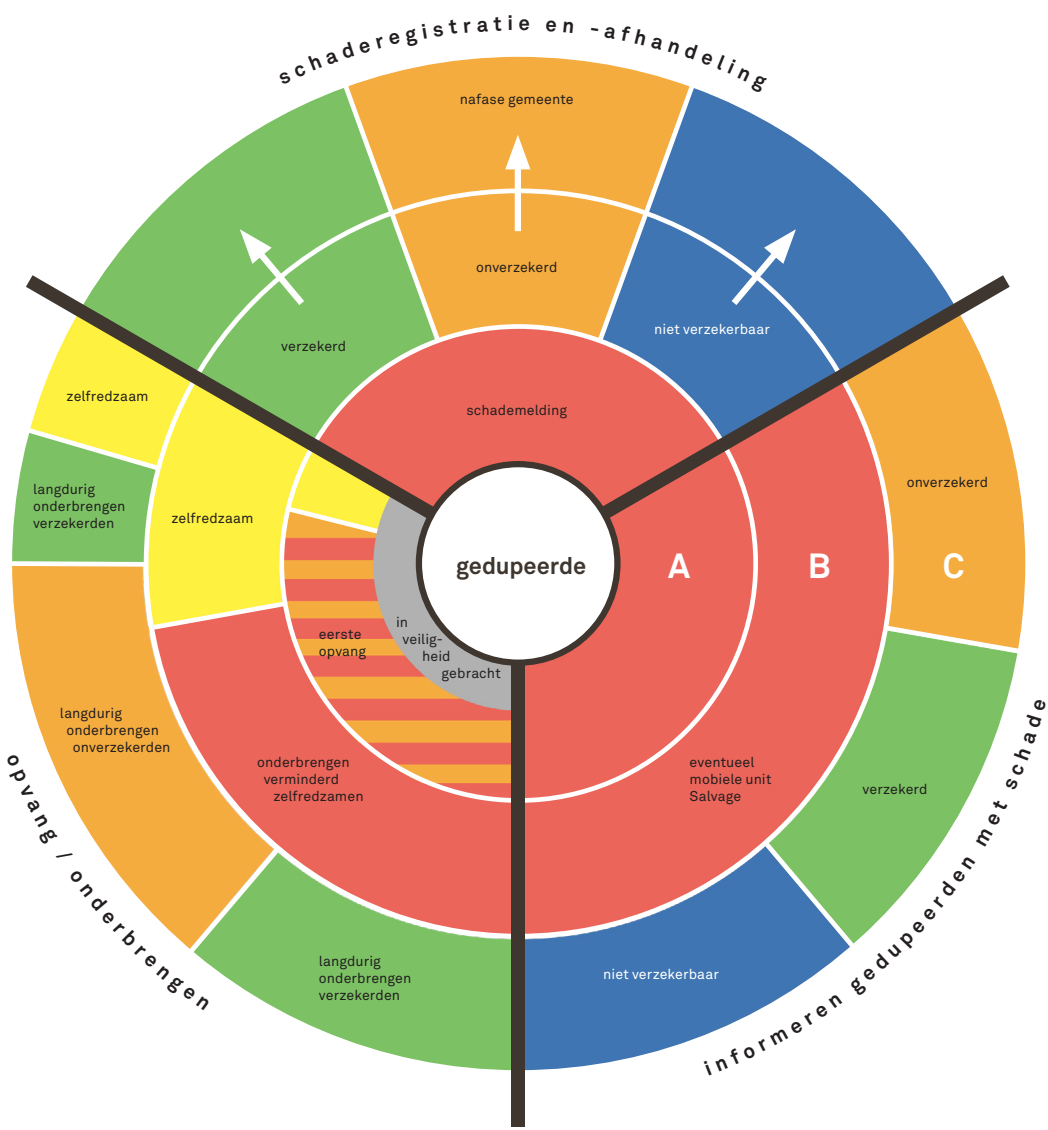 schaderegistratie en -afhandeling
nafase gemeente
onverzekerd
verzekerd
niet verzekerbaar
schademelding
zelfredzaam
langdurig
onderbrengen
verzekerden
zelfredzaam
gedupeerde
A
B
C
onverzekerd
eerste
opvang
in
veilig-
heid
gebracht
langdurig
onderbrengen
onverzekerden
onderbrengen
verminderd
zelfredzamen
eventueel
mobiele unit
Salvage
verzekerd
langdurig
onderbrengen
verzekerden
niet verzekerbaar
opvang / onderbrengen
informeren gedupeerden met schade